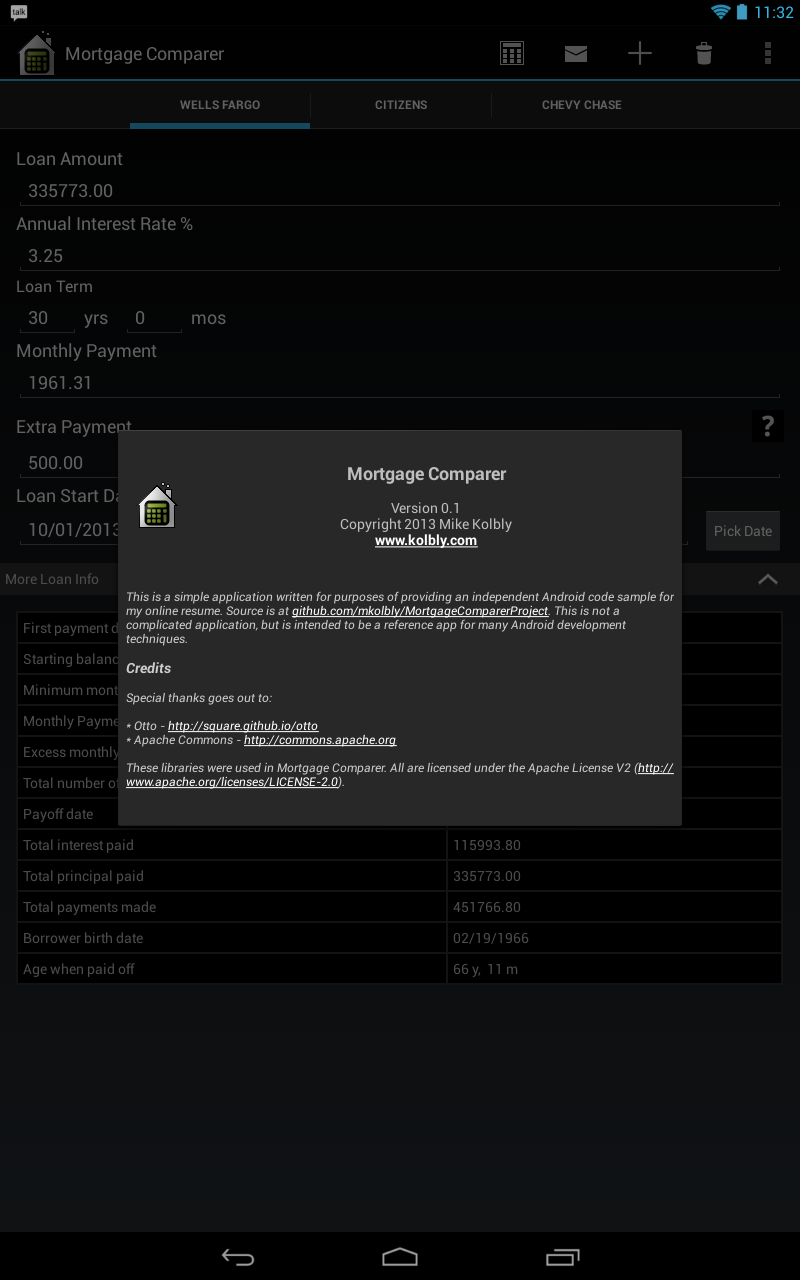 talk
11:32
Mortgage Comparer
WELLS FARGO
CITIZENS
CHEVY CHASE
Loan Amount
335773.00
Annual Interest Rate %
3.25
Loan Term
30 yrs 0 mos
Monthly Payment
1961.31
Extra Payment
?
500.00
Loan Start Da
10/01/2013
Pick Date
More Loan Info
Mortgage Comparer
Version 0.1
Copyright 2013 Mike Kolbly
www.kolbly.com
This is a simple application written for purposes of providing an independent Android code sample for
my online resume. Source is at github.com/mkolbly/MortgageComparerProject. This is not a
complicated application, but is intended to be a reference app for many Android development
techniques.
Credits
Special thanks goes out to:
* Otto - http://square.github.io/otto
* Apache Commons - http://commons.apache.org
These libraries were used in Mortgage Comparer. All are licensed under the Apache License V2 (http://
www.apache.org/licenses/LICENSE-2.0).
First payment d
Starting balanc
Minimum mont
Monthly Payme
Excess monthly
Total number of
Payoff date
Total interest paid 115993.80
Total principal paid 335773.00
Total payments made 451766.80
Borrower birth date 02/19/1966
Age when paid off 66 y, 11 m